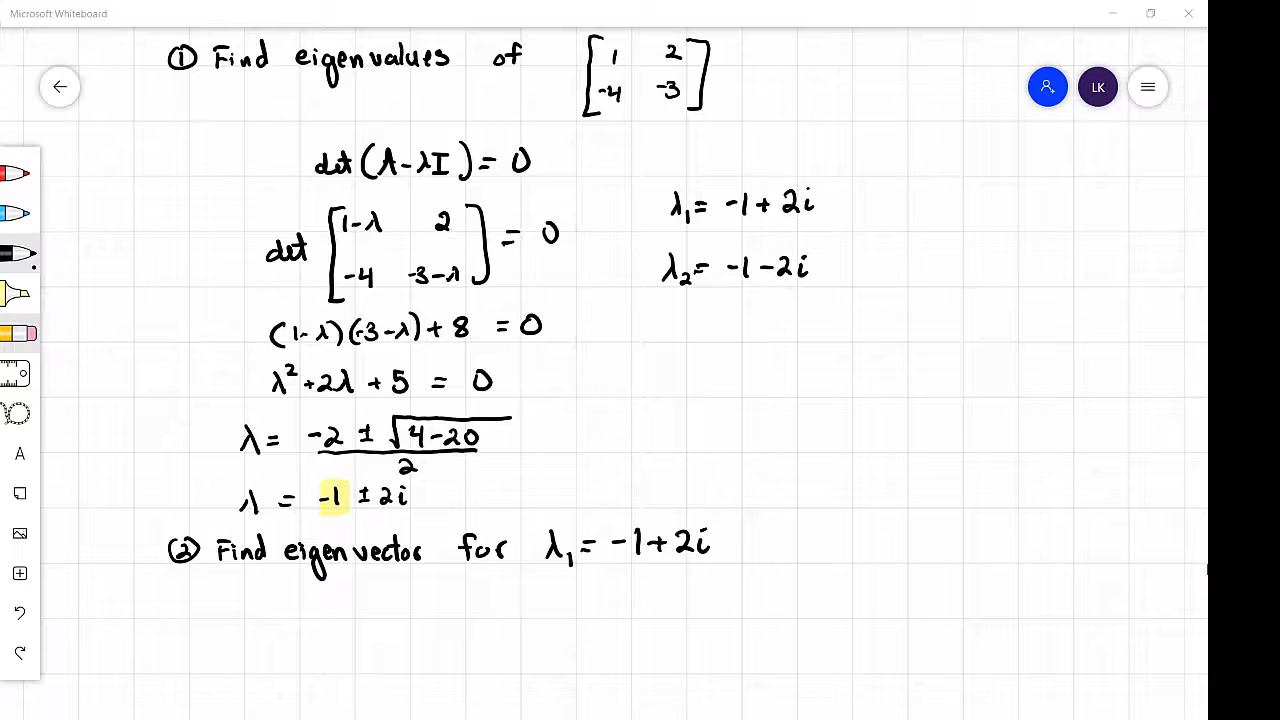 Microsoft Whiteboard
① Find eigenvalues of [1 2
-4 -3]
LK
det(A-λI)=0
det [1-λ 2
-4 -3-λ] = 0
(1-λ)(-3-λ)+8 = 0
λ²+2λ+5 = 0
λ = -2 ± √4-20
2
λ = -1 ± 2i
λ₁ = -1+2i
λ₂ = -1-2i
② Find eigenvector for λ₁ = -1+2i
A